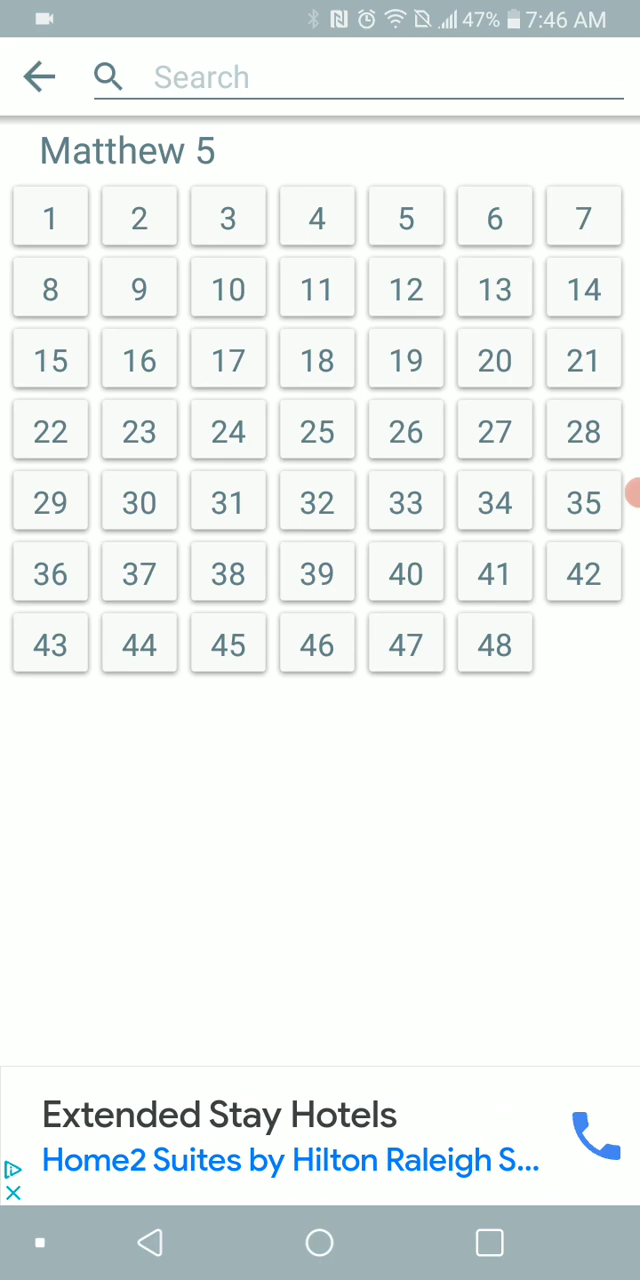 47% 7:46 AM
Search
Matthew 5
1 2 3 4 5 6 7
8 9 10 11 12 13 14
15 16 17 18 19 20 21
22 23 24 25 26 27 28
29 30 31 32 33 34 35
36 37 38 39 40 41 42
43 44 45 46 47 48
Extended Stay Hotels
Home2 Suites by Hilton Raleigh S...